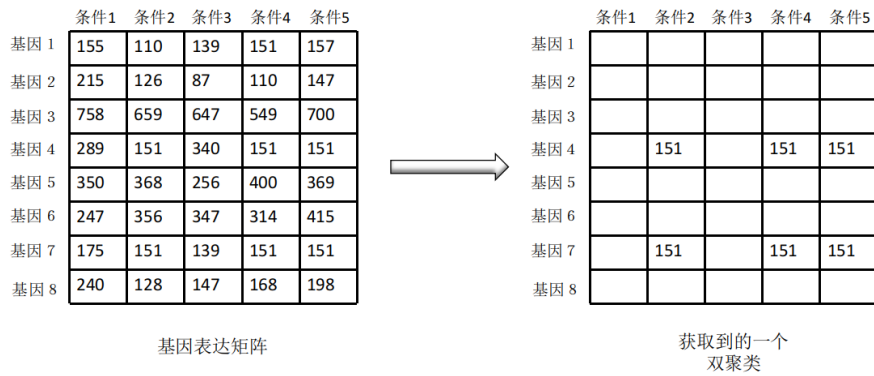 条件1 条件2 条件3 条件4 条件5
基因 1 155 110 139 151 157
基因 2 215 126 87 110 147
基因 3 758 659 647 549 700
基因 4 289 151 340 151 151
基因 5 350 368 256 400 369
基因 6 247 356 347 314 415
基因 7 175 151 139 151 151
基因 8 240 128 147 168 198
基因表达矩阵
条件1 条件2 条件3 条件4 条件5
基因 1
基因 2
基因 3
基因 4 151 151 151
基因 5
基因 6
基因 7 151 151 151
基因 8
获取到的一个
双聚类